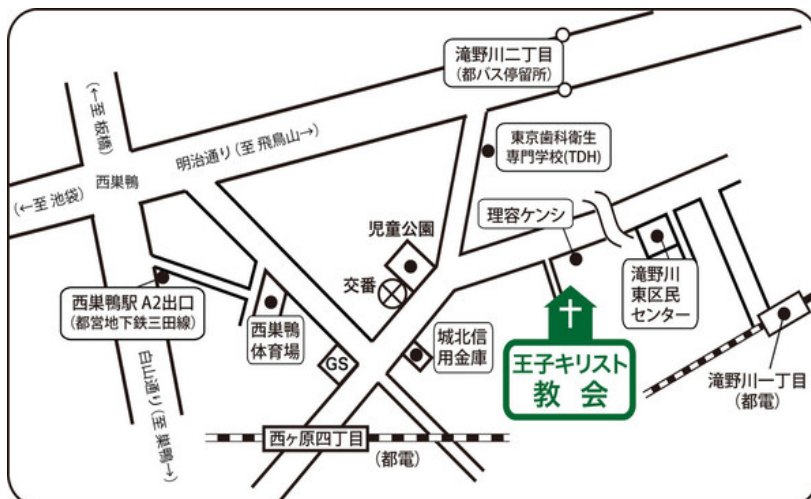 滝野川二丁目
(都バス停留所)
(←至 板橋)
明治通り(至 飛鳥山→)
東京歯科衛生
専門学校(TDH)
西巣鴨
(←至 池袋)
児童公園
理容ケンシ
交番
滝野川
東区民
センター
西巣鴨駅 A2出口
(都営地下鉄三田線)
西巣鴨
体育場
城北信
用金庫
GS
王子キリスト
教会
滝野川一丁目
(都電)
白山通り(至 巣鴨→)
西ヶ原四丁目
(都電)